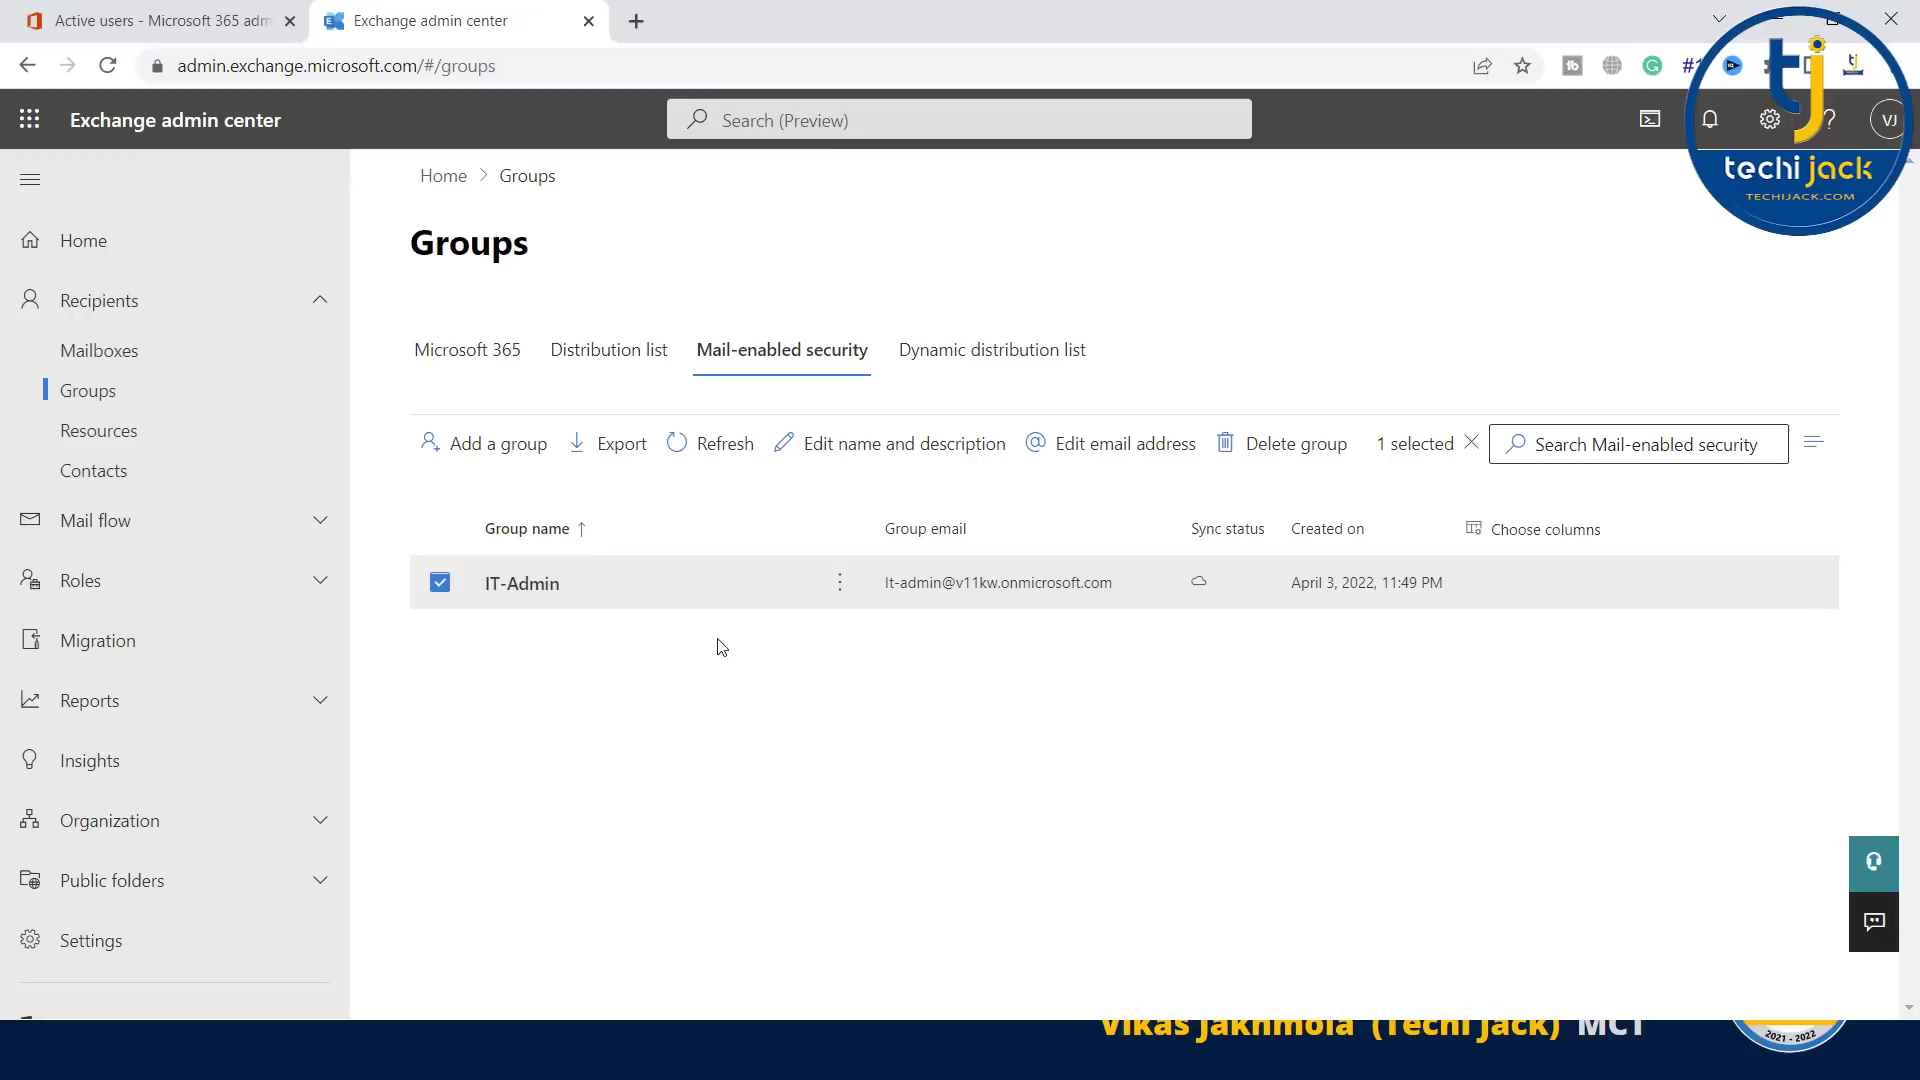 Active users - Microsoft 365 adm
Exchange admin center
admin.exchange.microsoft.com/#/groups
Exchange admin center
Search (Preview)
VJ
tj
techi jack
TECHIJACK.COM
Home > Groups
Groups
Home
Recipients
Mailboxes
Groups
Resources
Contacts
Mail flow
Roles
Migration
Reports
Insights
Organization
Public folders
Settings
Microsoft 365
Distribution list
Mail-enabled security
Dynamic distribution list
Add a group
Export
Refresh
Edit name and description
Edit email address
Delete group
1 selected
Search Mail-enabled security
Group name ↑
Group email
Sync status
Created on
Choose columns
IT-Admin
It-admin@v11kw.onmicrosoft.com
April 3, 2022, 11:49 PM
Vikas Jakhmola (Techi Jack) MCT
2021 - 2022